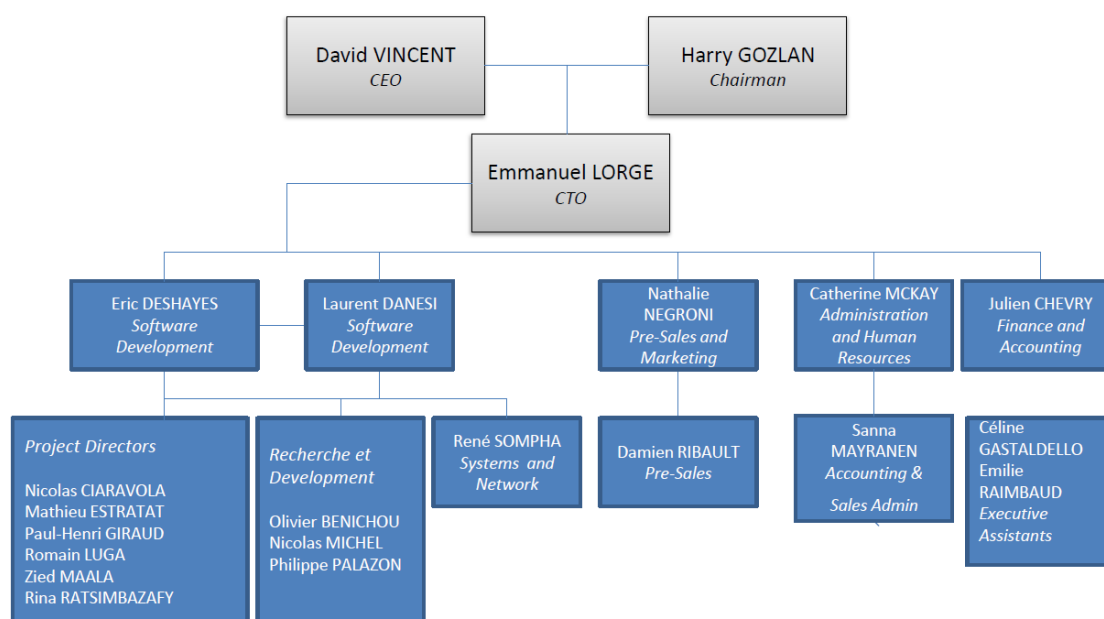 David VINCENT
CEO
Harry GOZLAN
Chairman
Emmanuel LORGE
CTO
Eric DESHAYES
Software
Development
Laurent DANESI
Software
Development
Nathalie
NEGRONI
Pre-Sales and
Marketing
Catherine MCKAY
Administration
and Human
Resources
Julien CHEVRY
Finance and
Accounting
Project Directors
Nicolas CIARAVOLA
Mathieu ESTRATAT
Paul-Henri GIRAUD
Romain LUGA
Zied MAALA
Rina RATSIMBAZAFY
Recherche et
Development
Olivier BENICHOU
Nicolas MICHEL
Philippe PALAZON
René SOMPHA
Systems and
Network
Damien RIBAULT
Pre-Sales
Sanna
MAYRANEN
Accounting &
Sales Admin
Céline
GASTALDELLO
Emilie
RAIMBAUD
Executive
Assistants